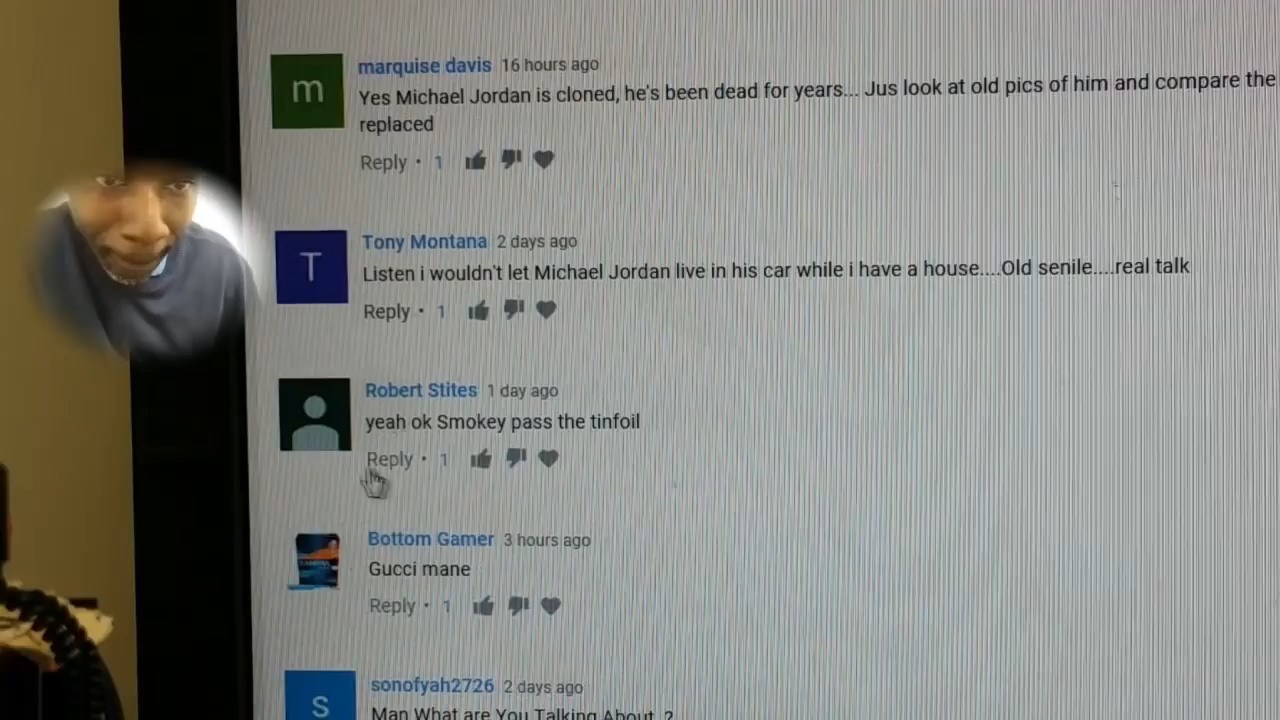 m
marquise davis 16 hours ago
Yes Michael Jordan is cloned, he's been dead for years... Jus look at old pics of him and compare the
replaced
Reply • 1
T
Tony Montana 2 days ago
Listen i wouldn't let Michael Jordan live in his car while i have a house....Old senile....real talk
Reply • 1
Robert Stites 1 day ago
yeah ok Smokey pass the tinfoil
Reply • 1
Bottom Gamer 3 hours ago
Gucci mane
Reply • 1
s
sonofyah2726 2 days ago
Man What are You Talking About ?